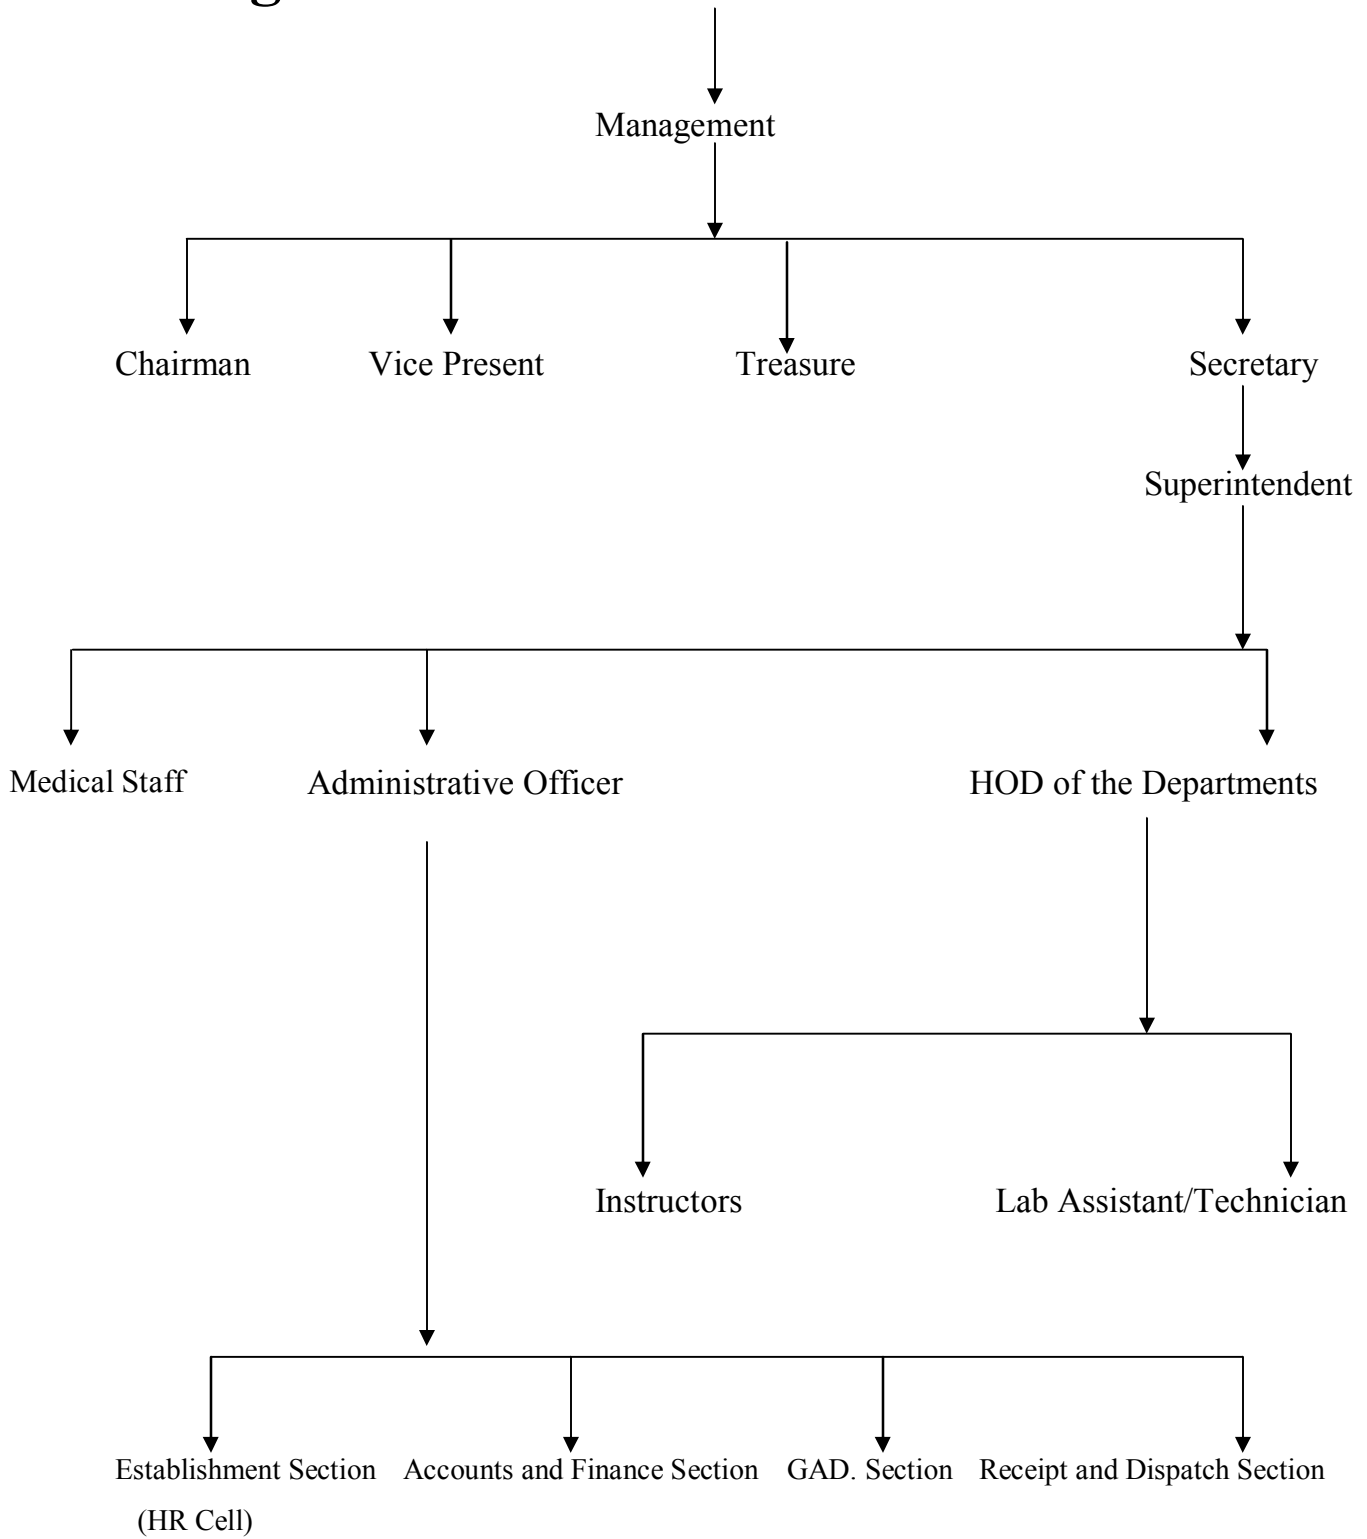 Management
Chairman Vice Present Treasure Secretary
Superintendent
Medical Staff Administrative Officer HOD of the Departments
Instructors Lab Assistant/Technician
Establishment Section Accounts and Finance Section GAD. Section Receipt and Dispatch Section
(HR Cell)